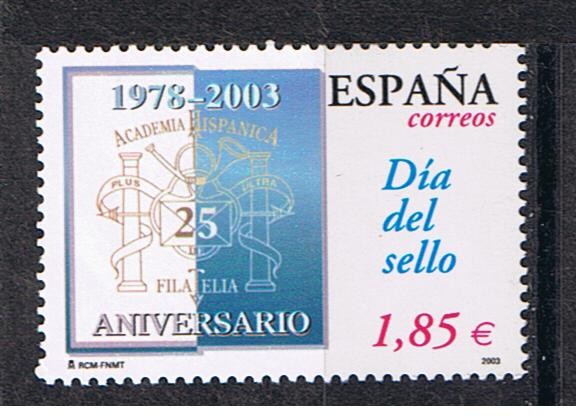 1978-2003
ACADEMIA HISPANICA
PLUS ULTRA
25
DE
FILATELIA
ANIVERSARIO
RCM-FNMT
ESPAÑA
correos
Día
del
sello
1,85 €
2003